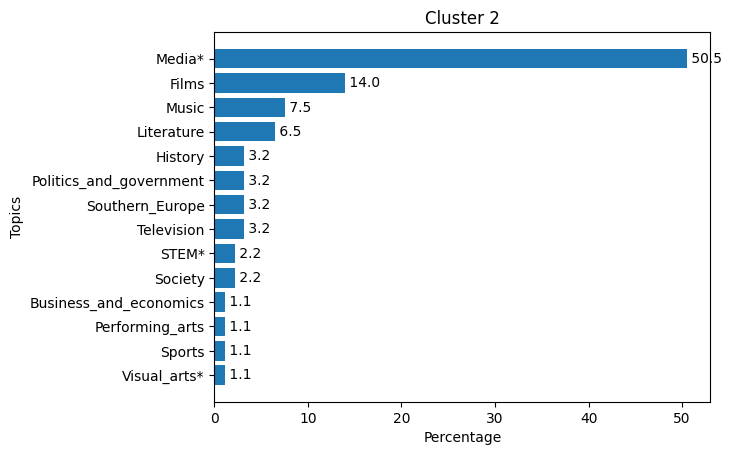 Cluster 2
Topics
Media* 50.5
Films 14.0
Music 7.5
Literature 6.5
History 3.2
Politics_and_government 3.2
Southern_Europe 3.2
Television 3.2
STEM* 2.2
Society 2.2
Business_and_economics 1.1
Performing_arts 1.1
Sports 1.1
Visual_arts* 1.1
0 10 20 30 40 50
Percentage